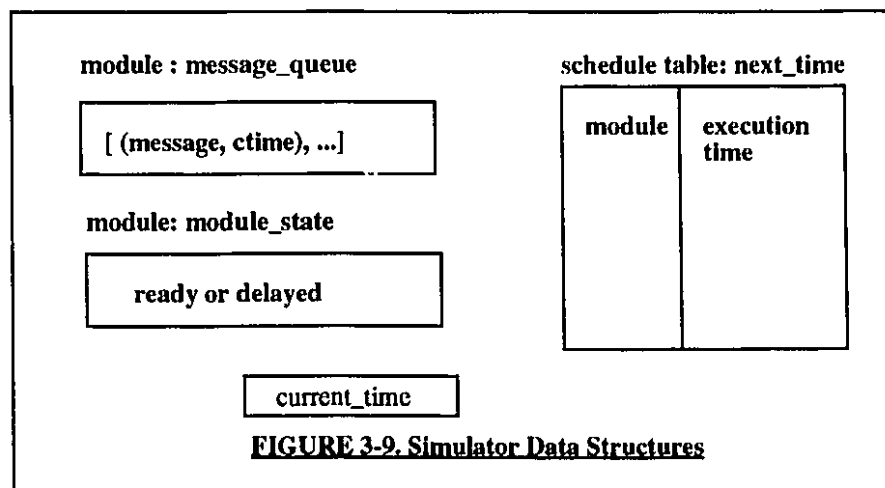 module : message_queue
[ (message, ctime), ...]
module: module_state
ready or delayed
current_time
schedule table: next_time
module
execution
time
FIGURE 3-9. Simulator Data Structures